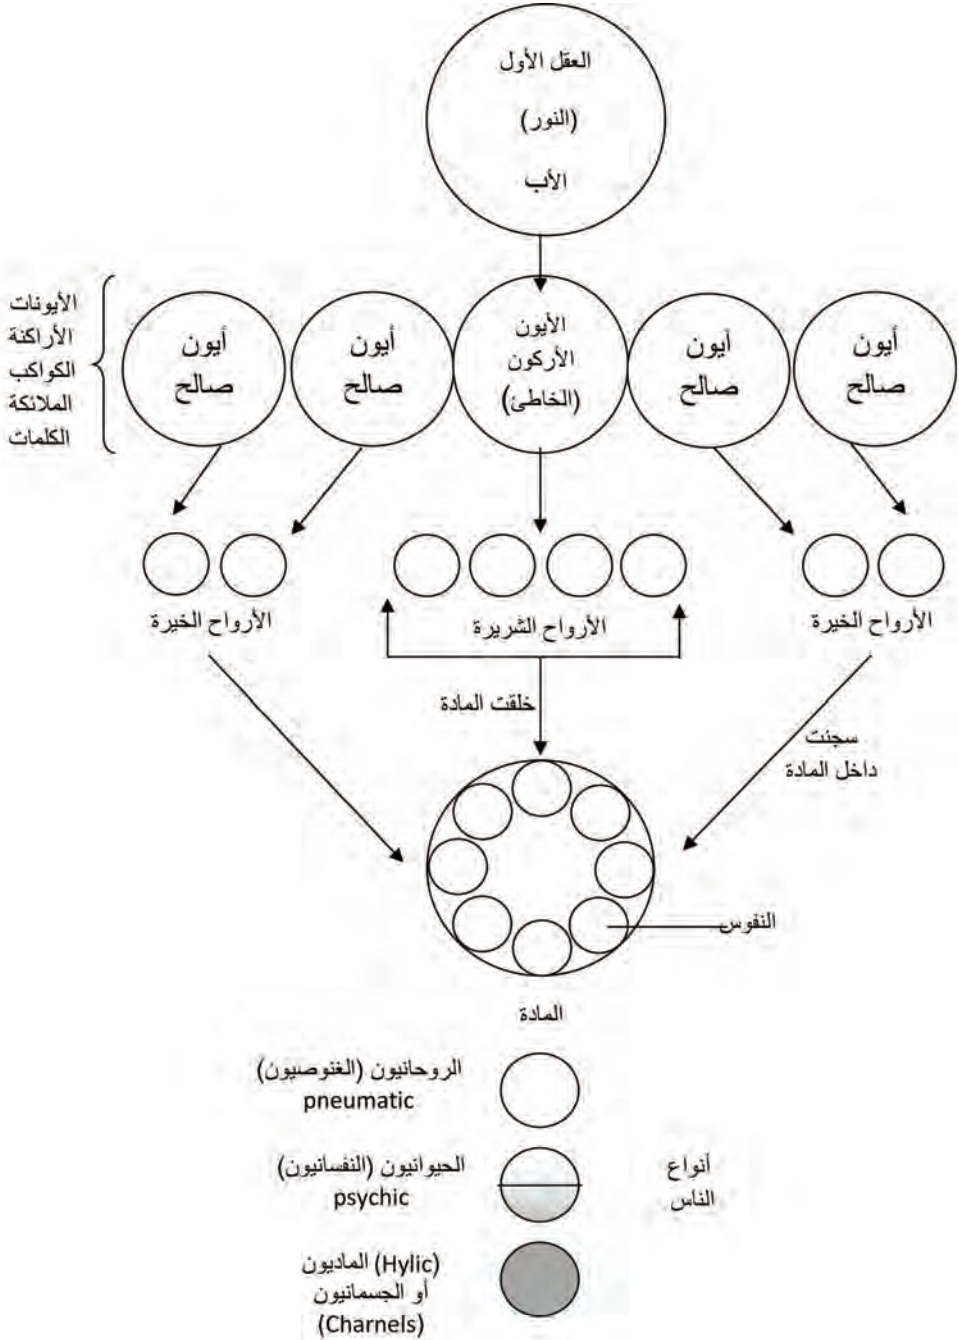 العقل الأول
(النور)
الأب
الأيونات
الأراكنة
الكواكب
الملائكة
الكلمات
أيون
صالح
أيون
صالح
الأيون
الأركون
(الخاطئ)
أيون
صالح
أيون
صالح
الأرواح الخيرة
الأرواح الشريرة
الأرواح الخيرة
خلقت المادة
سجنت
داخل المادة
النفوس
المادة
الروحانيون (الغنوصيون)
pneumatic
الحيوانيون (النفسانيون)
psychic
أنواع
الناس
(Hylic) الماديون
أو الجسمانيون
(Charnels)